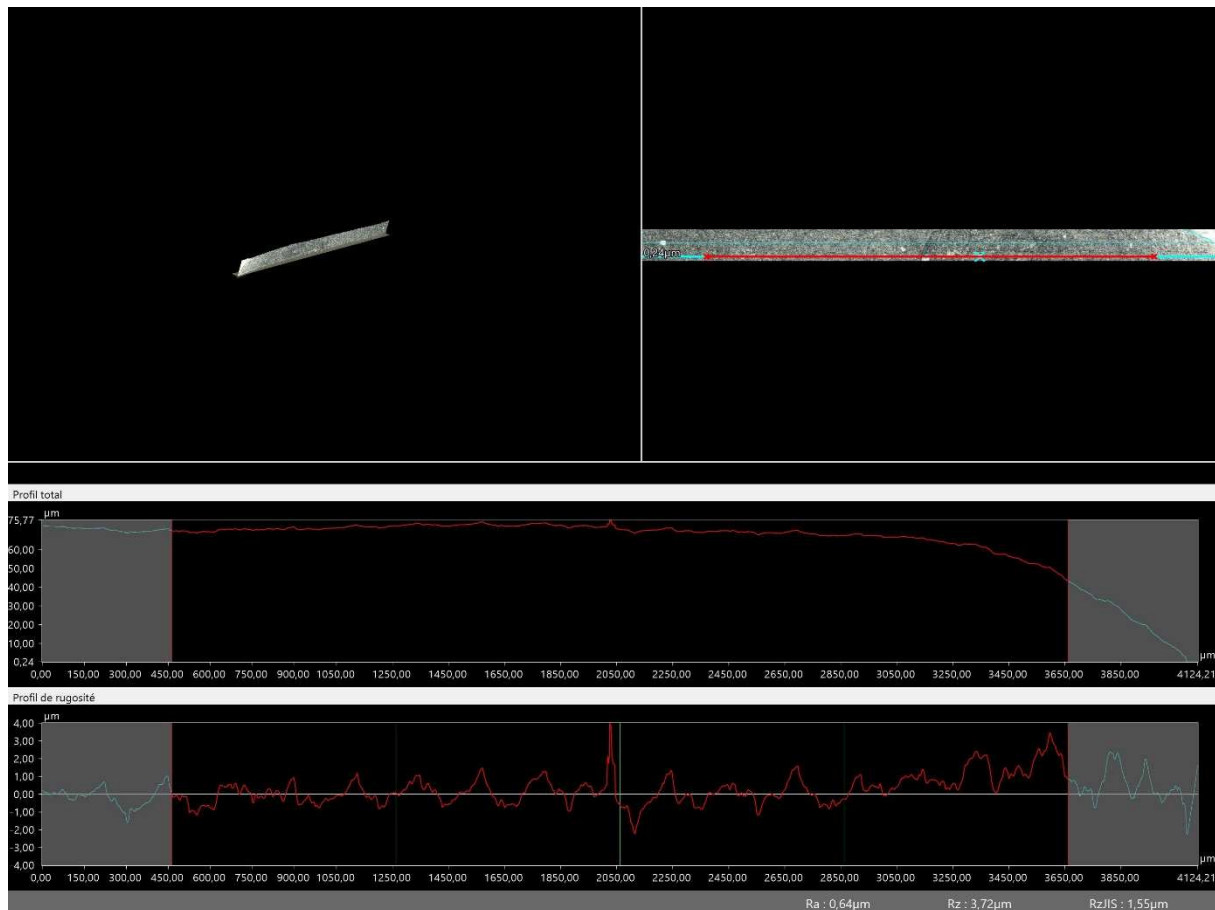 0,24µm
Profil total
µm
75,77
60,00
50,00
40,00
30,00
20,00
10,00
0,24
0,00 150,00 300,00 450,00 600,00 750,00 900,00 1050,00 1250,00 1450,00 1650,00 1850,00 2050,00 2250,00 2450,00 2650,00 2850,00 3050,00 3250,00 3450,00 3650,00 3850,00 4124,21
µm
Profil de rugosité
µm
4,00
3,00
2,00
1,00
0,00
-1,00
-2,00
-3,00
4,00
0,00 150,00 300,00 450,00 600,00 750,00 900,00 1050,00 1250,00 1450,00 1650,00 1850,00 2050,00 2250,00 2450,00 2650,00 2850,00 3050,00 3250,00 3450,00 3650,00 3850,00 4124,21
µm
Ra : 0,64µm Rz : 3,72µm RzJIS : 1,55µm